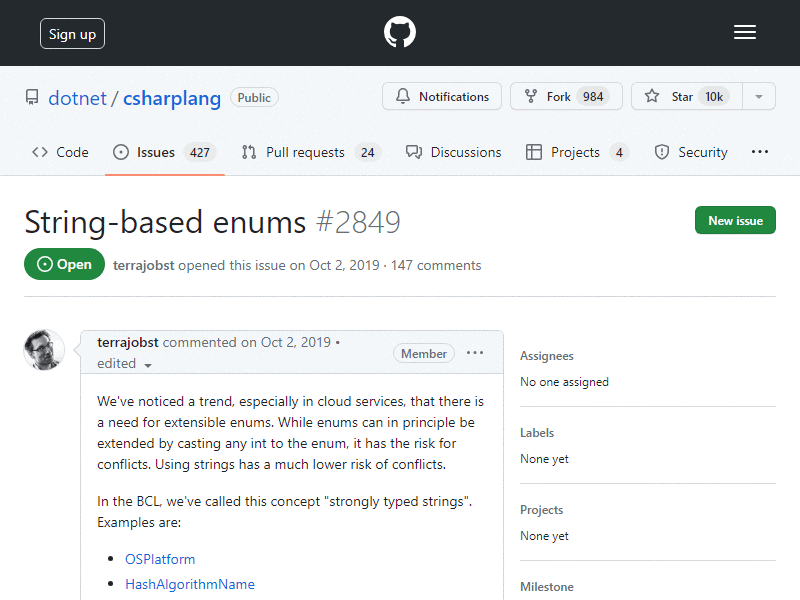 Sign up
dotnet / csharplang Public
Notifications Fork 984 Star 10k
Code Issues 427 Pull requests 24 Discussions Projects 4 Security ...
String-based enums #2849
New issue
Open terrajobst opened this issue on Oct 2, 2019 · 147 comments
terrajobst commented on Oct 2, 2019 •
edited
Member ...
We've noticed a trend, especially in cloud services, that there is
a need for extensible enums. While enums can in principle be
extended by casting any int to the enum, it has the risk for
conflicts. Using strings has a much lower risk of conflicts.
In the BCL, we've called this concept "strongly typed strings".
Examples are:
• OSPlatform
• HashAlgorithmName
Assignees
No one assigned
Labels
None yet
Projects
None yet
Milestone